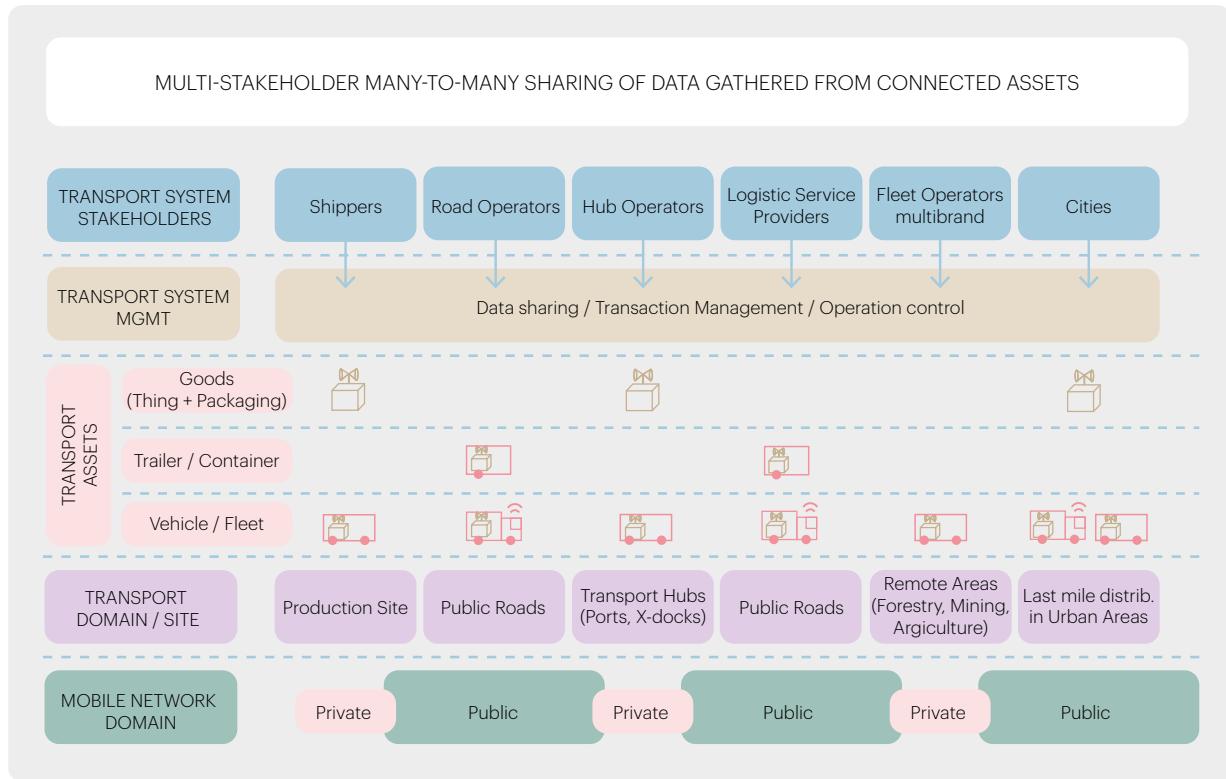 MULTI-STAKEHOLDER MANY-TO-MANY SHARING OF DATA GATHERED FROM CONNECTED ASSETS
TRANSPORT SYSTEM
STAKEHOLDERS
Shippers
Road Operators
Hub Operators
Logistic Service
Providers
Fleet Operators
multibrand
Cities
TRANSPORT SYSTEM
MGMT
Data sharing / Transaction Management / Operation control
TRANSPORT
ASSETS
Goods
(Thing + Packaging)
Trailer / Container
Vehicle / Fleet
TRANSPORT
DOMAIN / SITE
Production Site
Public Roads
Transport Hubs
(Ports, X-docks)
Public Roads
Remote Areas
(Forestry, Mining,
Argiculture)
Last mile distrib.
in Urban Areas
MOBILE NETWORK
DOMAIN
Private
Public
Private
Public
Private
Public